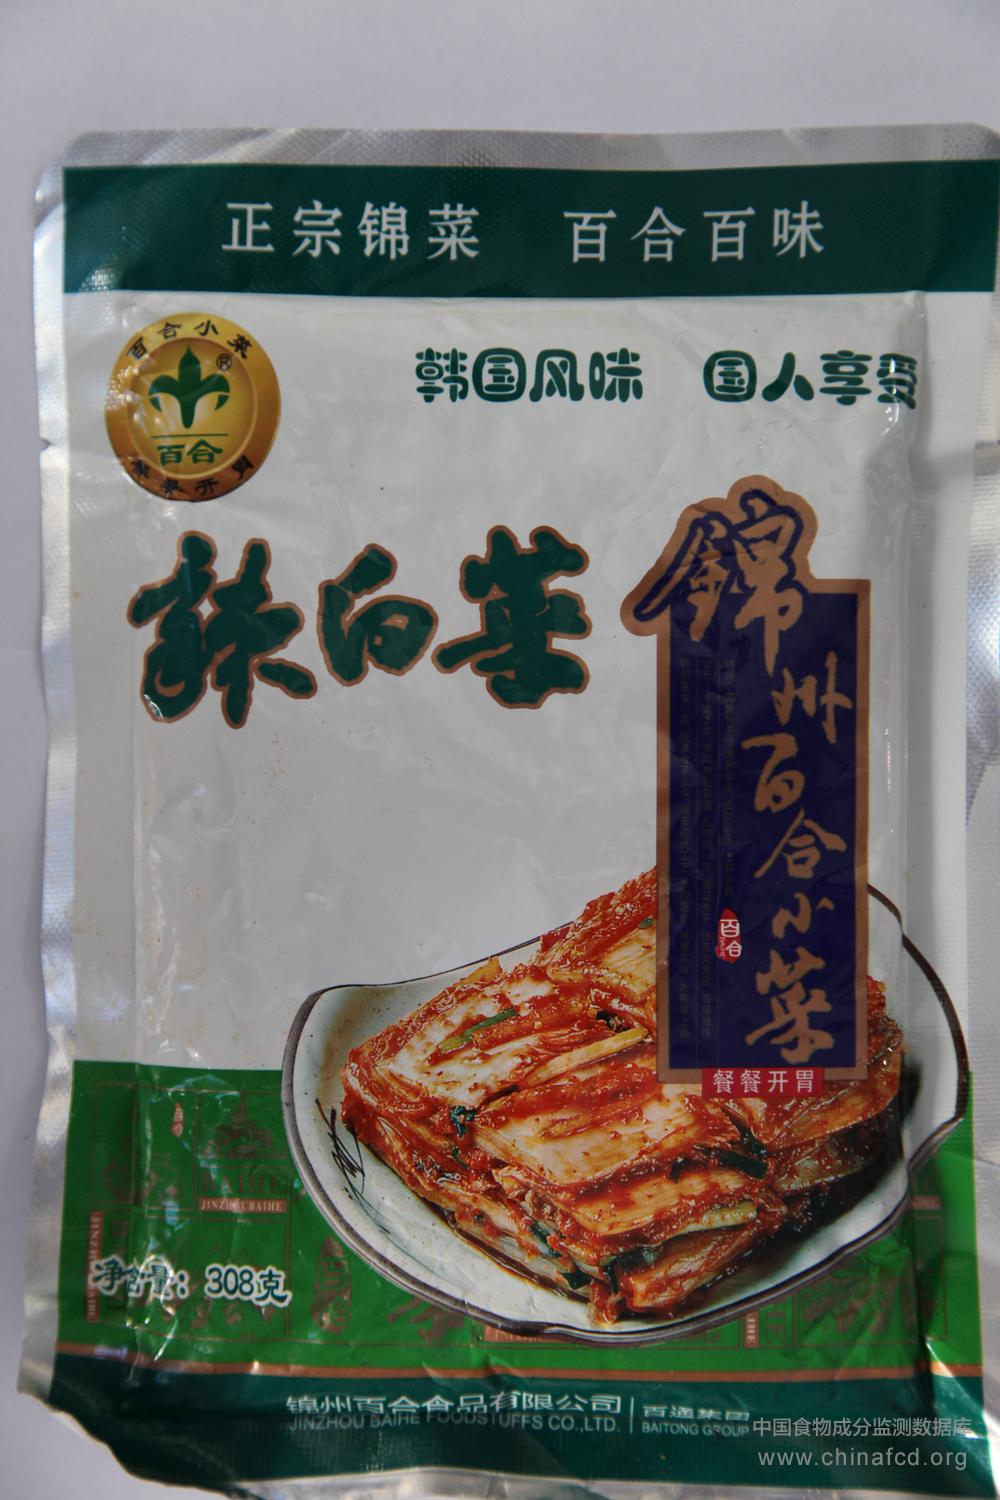 正宗锦菜 百合百味
百合小菜
®
百合
餐餐开胃
韩国风味 国人享受
辣白菜
锦州百合小菜
百合
餐餐开胃
BAIHE
JINZHOU BAIHE
净含量：308克
锦州百合食品有限公司
JINZHOU BAIHE FOODSTUFFS CO.,LTD.
百通集团
BAITONG GROUP
中国食物成分监测数据库
www.chinafcd.org